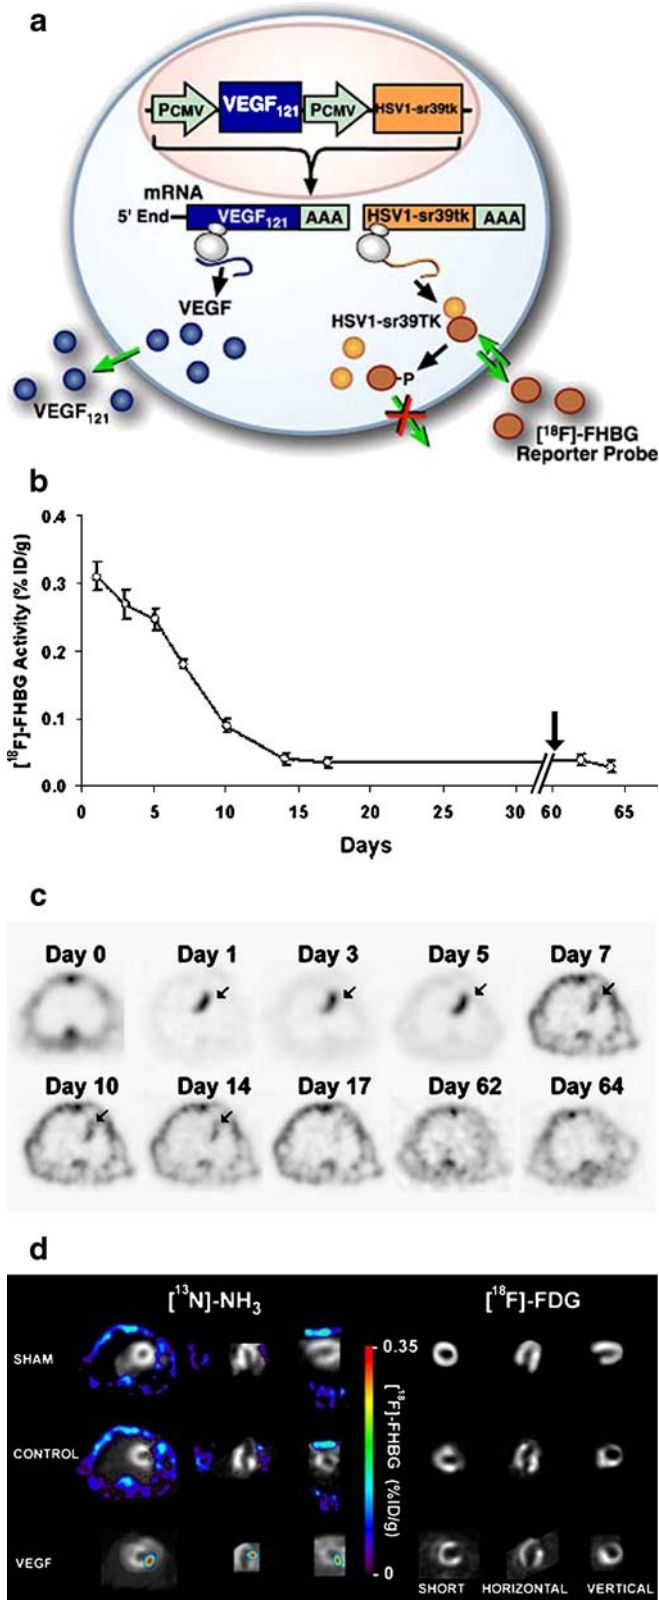 a
PCMV
VEGF121
PCMV
HSV1-sr39tk
mRNA
5' End
VEGF121
AAA
HSV1-sr39tk
AAA
VEGF
HSV1-sr39TK
P
VEGF121
[18F]-FHBG
Reporter Probe
b
[18F]-FHBG Activity (% ID/g)
0.4
0.3
0.2
0.1
0.0
0 5 10 15 20 25 30 60 65
Days
c
Day 0 Day 1 Day 3 Day 5 Day 7
Day 10 Day 14 Day 17 Day 62 Day 64
d
[13N]-NH3 [18F]-FDG
SHAM
CONTROL
VEGF
0.35
[18F]-FHBG (%ID/g)
0
SHORT HORIZONTAL VERTICAL